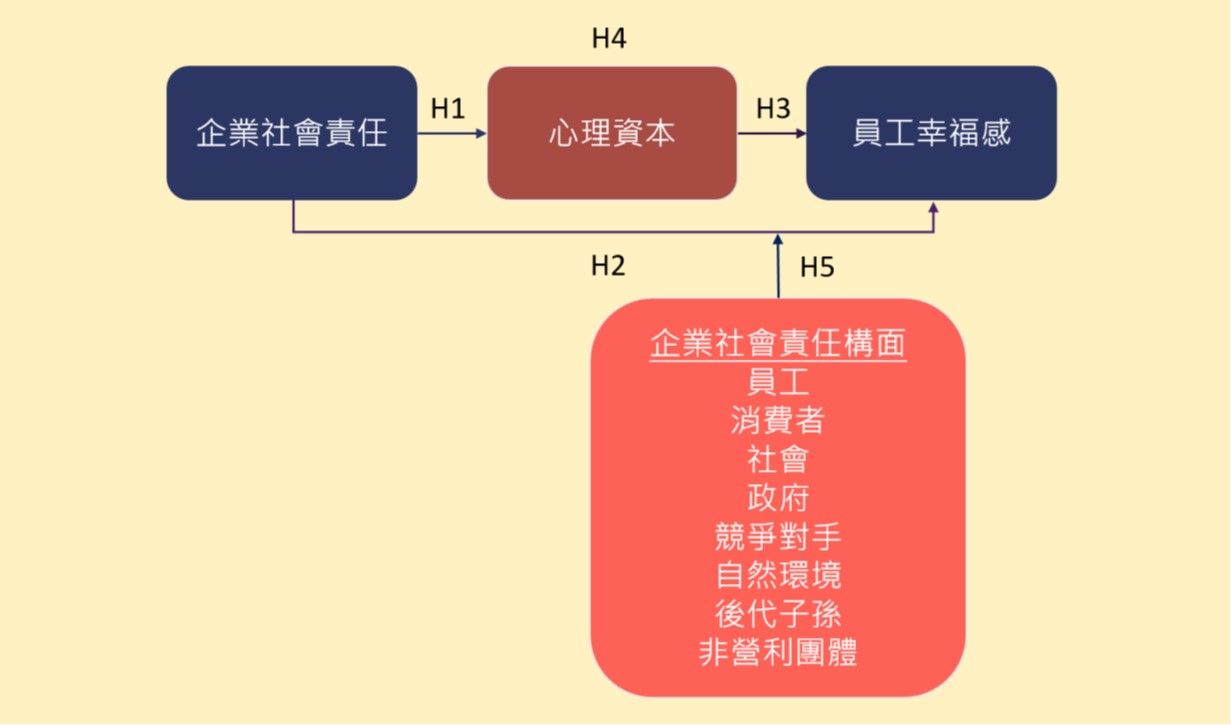 H4
企業社會責任
H1
心理資本
H3
員工幸福感
H2
H5
企業社會責任構面
員工
消費者
社會
政府
競爭對手
自然環境
後代子孫
非營利團體